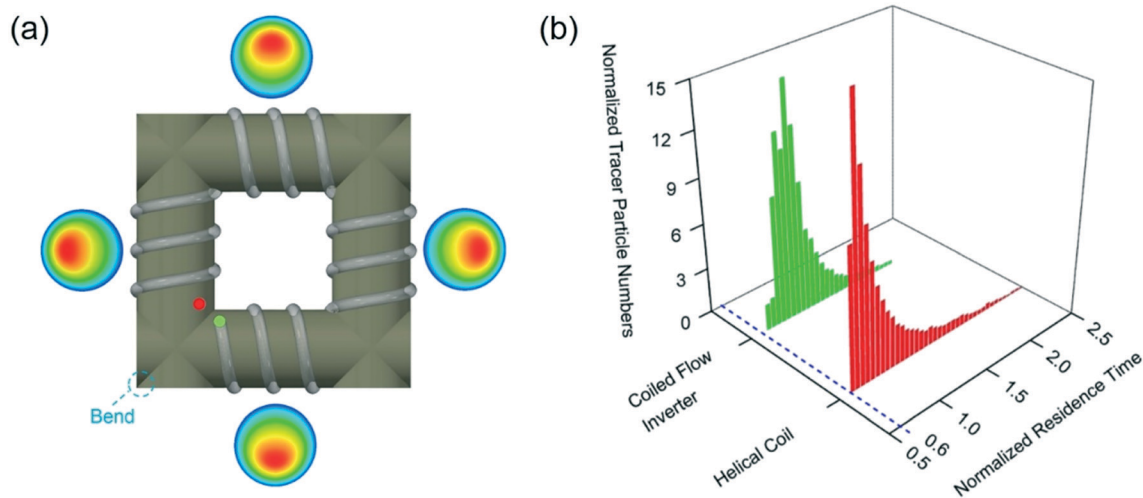 (a)
Bend
(b)
Normalized Tracer Particle Numbers
15
12
9
6
3
0
Coiled Flow
Inverter
Helical Coil
0.5
0.6
1.0
1.5
2.0
2.5
Normalized Residence Time